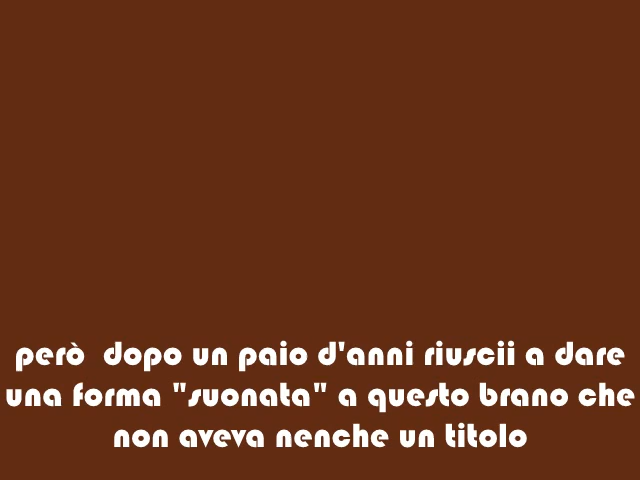 però  dopo un paio d'anni riuscii a dare
una forma "suonata" a questo brano che
non aveva nenche un titolo